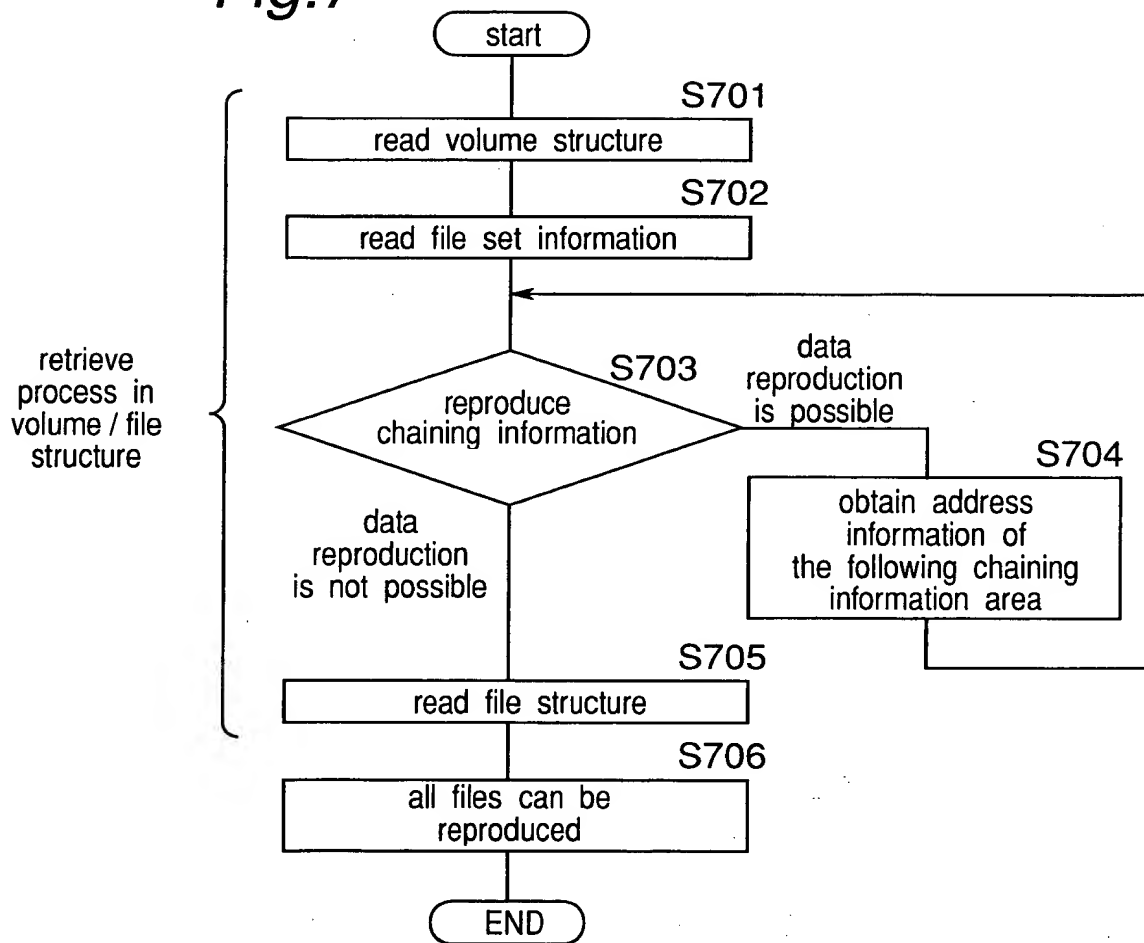 Fig.7
start
S701
read volume structure
S702
read file set information
retrieve
process in
volume / file
structure
S703
reproduce
chaining information
data
reproduction
is possible
S704
obtain address
information of
the following chaining
information area
data
reproduction
is not possible
S705
read file structure
S706
all files can be
reproduced
END